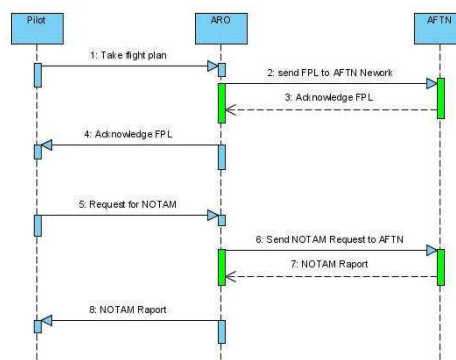 Pilot
ARO
AFTN
1: Take flight plan
2: send FPL to AFTN Nework
3: Acknowledge FPL
4: Acknowledge FPL
5: Request for NOTAM
6: Send NOTAM Request to AFTN
7: NOTAM Raport
8: NOTAM Raport